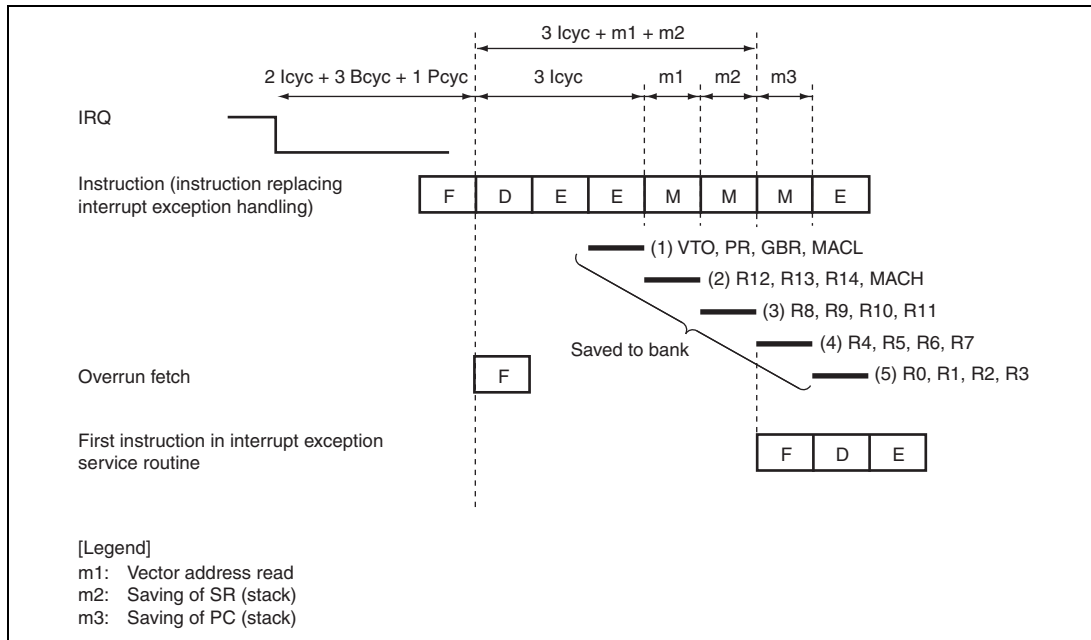 3 Icyc + m1 + m2
2 Icyc + 3 Bcyc + 1 Pcyc
3 Icyc
m1
m2
m3
IRQ
Instruction (instruction replacing
interrupt exception handling)
F D E E M M M E
(1) VTO, PR, GBR, MACL
(2) R12, R13, R14, MACH
(3) R8, R9, R10, R11
(4) R4, R5, R6, R7
(5) R0, R1, R2, R3
Saved to bank
Overrun fetch
F
First instruction in interrupt exception
service routine
F D E
[Legend]
m1: Vector address read
m2: Saving of SR (stack)
m3: Saving of PC (stack)